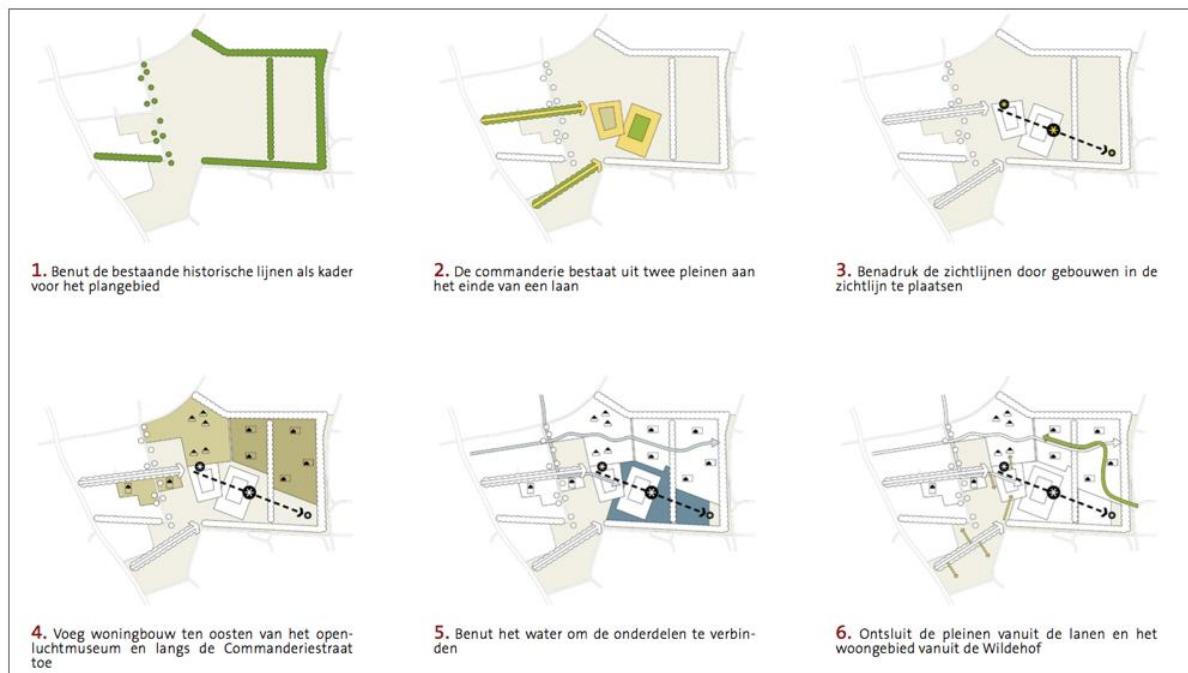 1. Benut de bestaande historische lijnen als kader
voor het plangebied
2. De commanderie bestaat uit twee pleinen aan
het einde van een laan
3. Benadruk de zichtlijnen door gebouwen in de
zichtlijn te plaatsen
4. Voeg woningbouw ten oosten van het open-
luchtmuseum en langs de Commanderiestraat
toe
5. Benut het water om de onderdelen te verbin-
den
6. Ontsluit de pleinen vanuit de lanen en het
woongebied vanuit de Wildehof